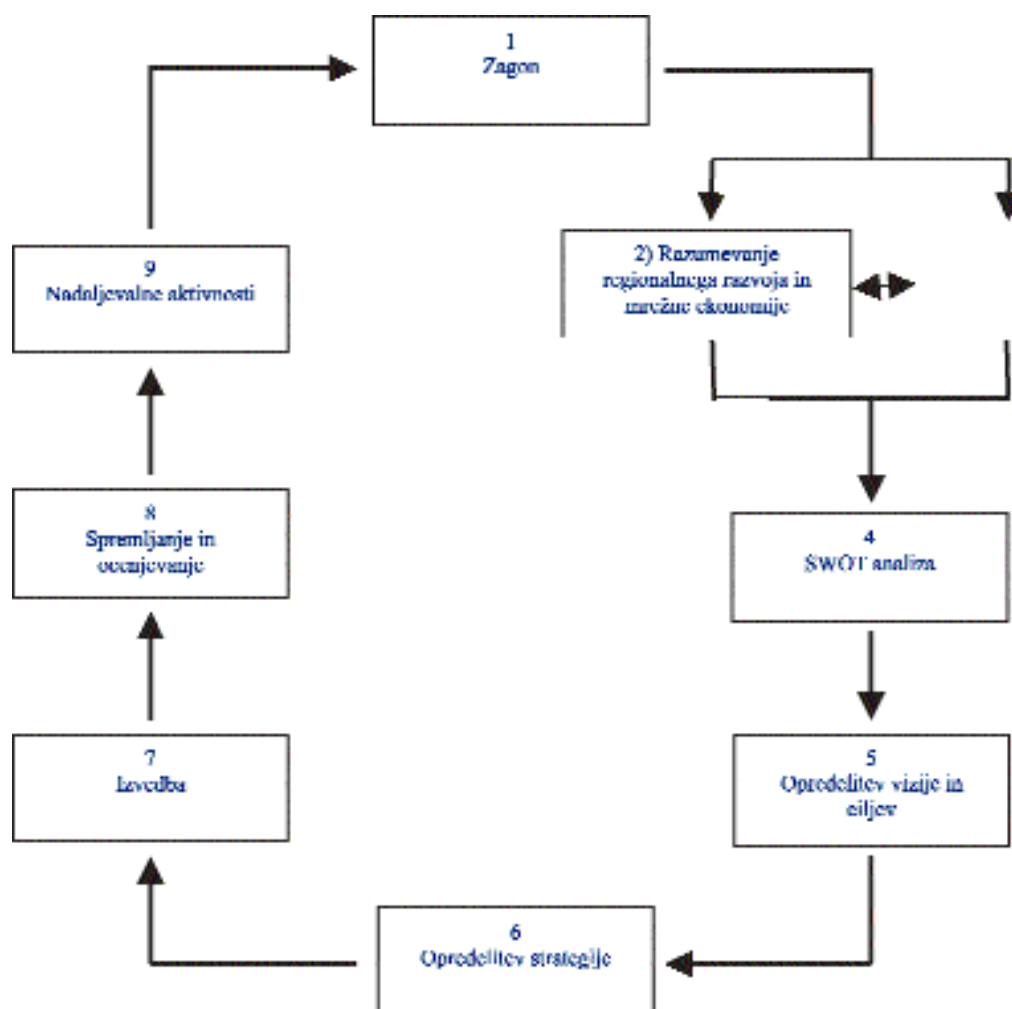 1
Zagon
2) Razumevanje
regionalnega razvoja in
mrežne ekonomije
4
SWOT analiza
5
Opredelitev vizije in
ciljev
6
Opredelitev strategije
7
Izvedba
8
Spremljanje in
ocenjevanje
9
Nadaljevalne aktivnosti